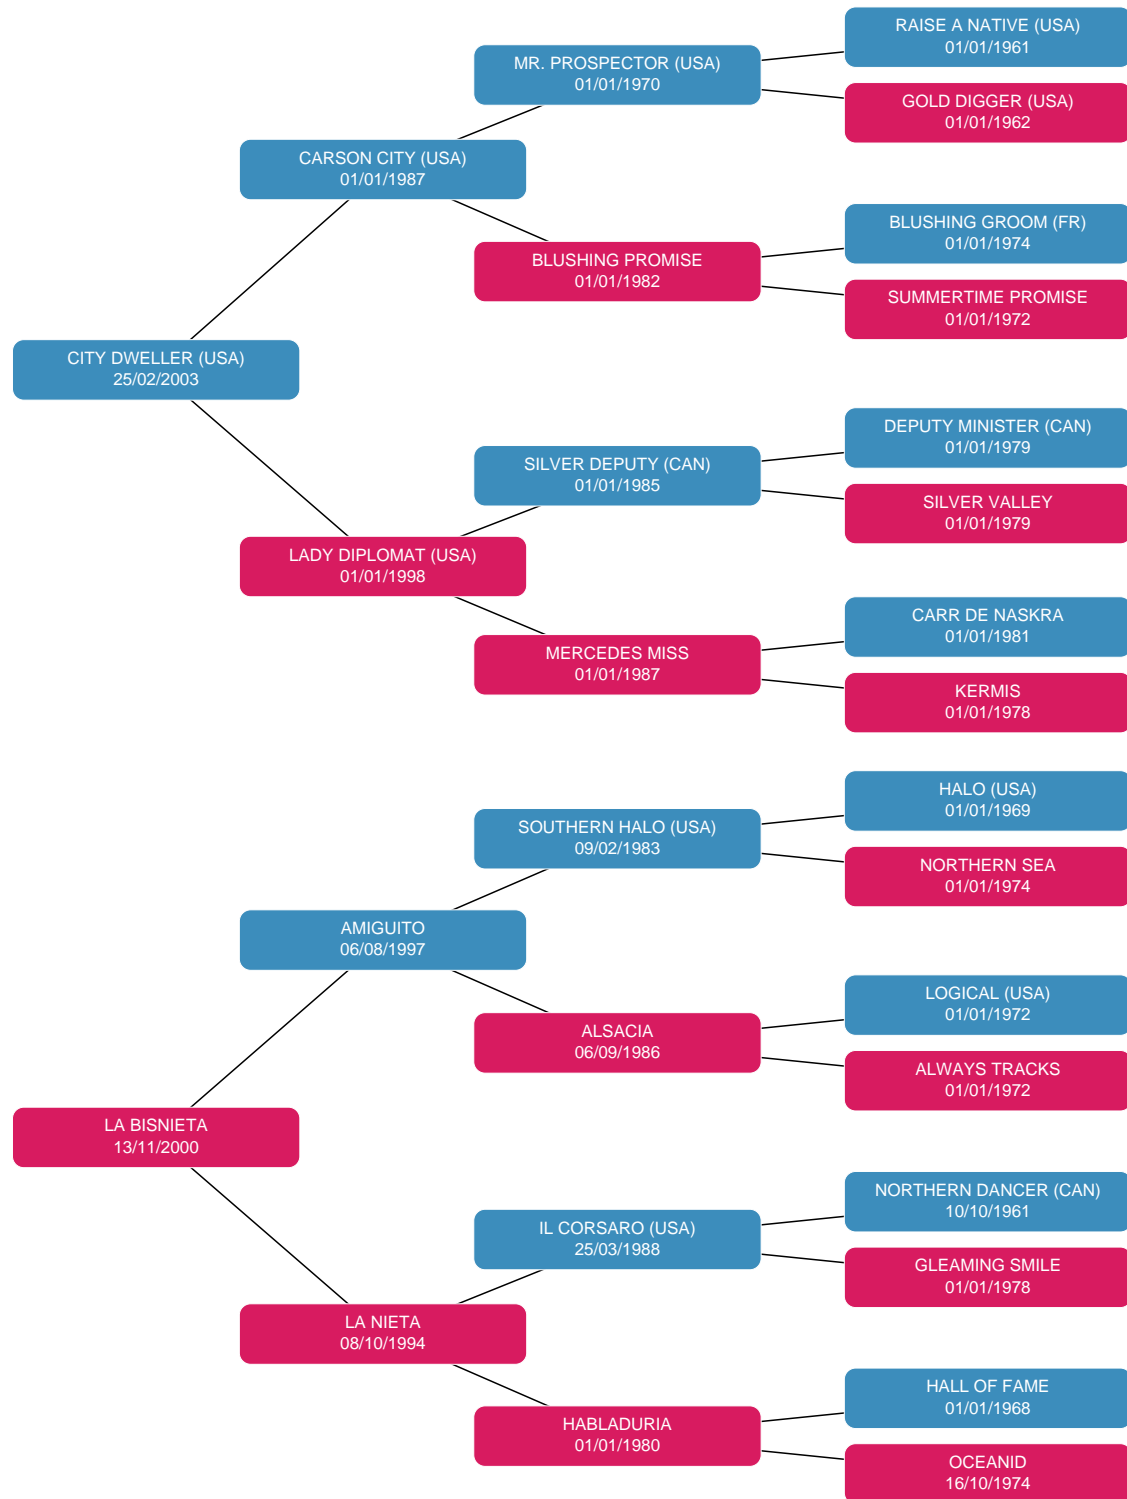 RAISE A NATIVE (USA)
01/01/1961
MR. PROSPECTOR (USA)
01/01/1970
GOLD DIGGER (USA)
01/01/1962
CARSON CITY (USA)
01/01/1987
BLUSHING GROOM (FR)
01/01/1974
BLUSHING PROMISE
01/01/1982
SUMMERTIME PROMISE
01/01/1972
CITY DWELLER (USA)
25/02/2003
DEPUTY MINISTER (CAN)
01/01/1979
SILVER DEPUTY (CAN)
01/01/1985
SILVER VALLEY
01/01/1979
LADY DIPLOMAT (USA)
01/01/1998
CARR DE NASKRA
01/01/1981
MERCEDES MISS
01/01/1987
KERMIS
01/01/1978
HALO (USA)
01/01/1969
SOUTHERN HALO (USA)
09/02/1983
NORTHERN SEA
01/01/1974
AMIGUITO
06/08/1997
LOGICAL (USA)
01/01/1972
ALSACIA
06/09/1986
ALWAYS TRACKS
01/01/1972
LA BISNIETA
13/11/2000
NORTHERN DANCER (CAN)
10/10/1961
IL CORSARO (USA)
25/03/1988
GLEAMING SMILE
01/01/1978
LA NIETA
08/10/1994
HALL OF FAME
01/01/1968
HABLADURIA
01/01/1980
OCEANID
16/10/1974